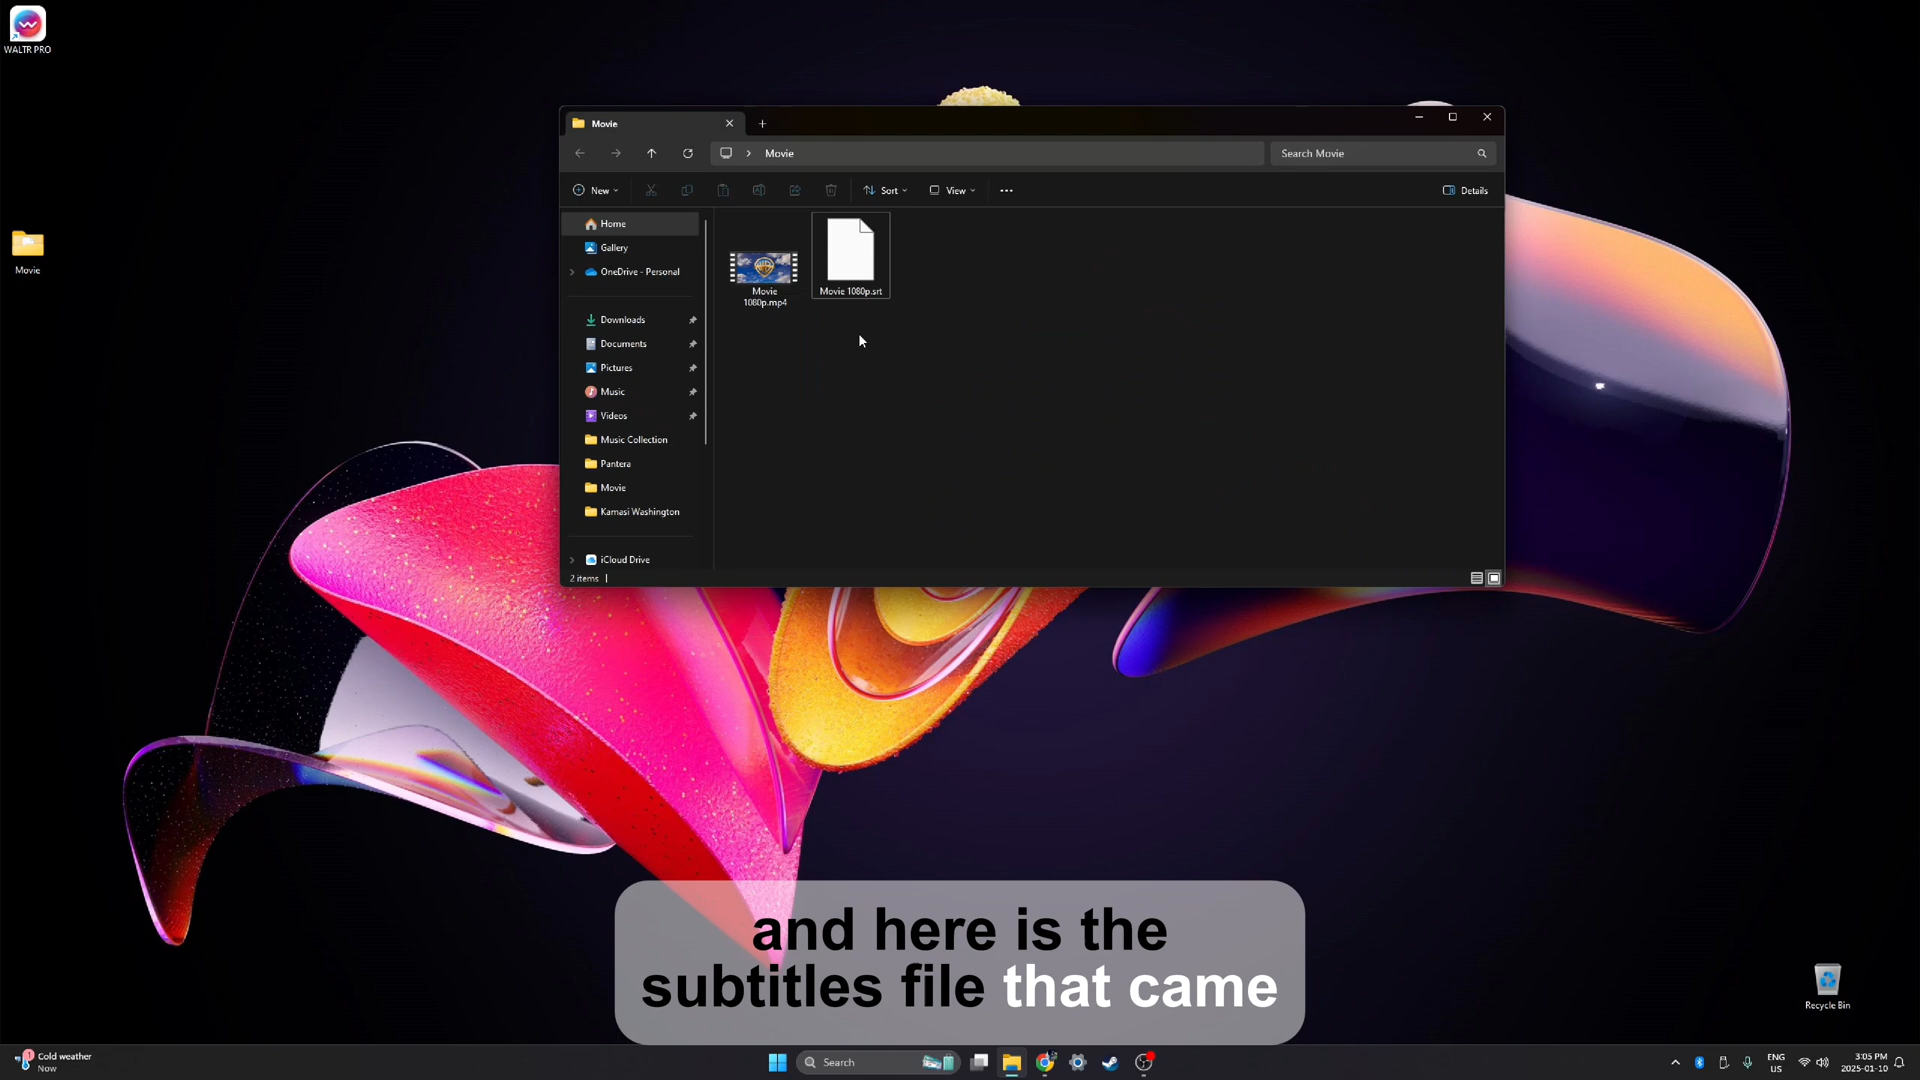 WALTR PRO
Movie
Movie
Movie
Search Movie
New
Sort
View
Details
Home
Gallery
OneDrive - Personal
Downloads
Documents
Pictures
Music
Videos
Music Collection
Pantera
Movie
Kamasi Washington
iCloud Drive
Movie
1080p.mp4
Movie 1080p.srt
2 items
and here is the
subtitles file that came
Recycle Bin
1
Cold weather
Now
Search
ENG
US
3:05 PM
2025-01-10